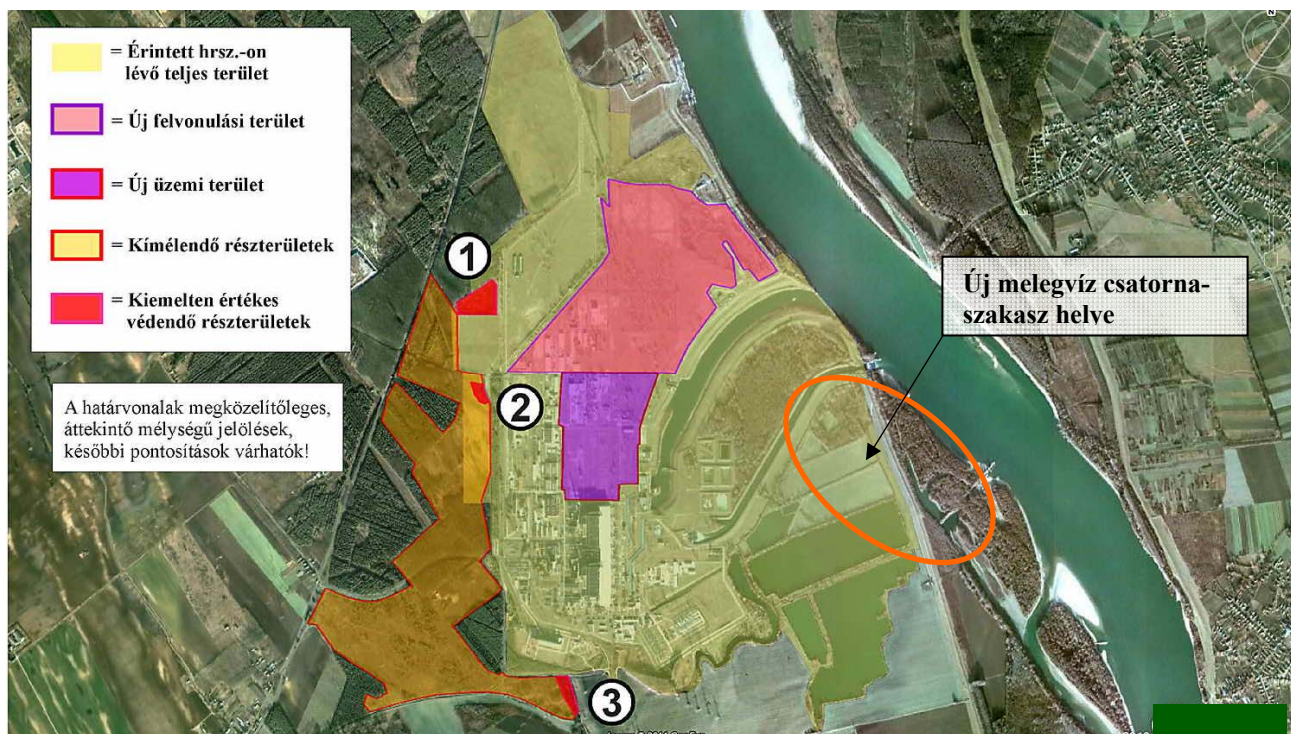 = Érintett hrsz.-on
lévő teljes terület
= Új felvonulási terület
= Új üzemi terület
= Kímélendő részterületek
= Kiemelten értékes
védendő részterületek
A határvonalak megközelítőleges,
áttekintő mélységű jelölések,
későbbi pontosítások várhatók!
1
2
3
Új melegvíz csatorna-
szakasz helye